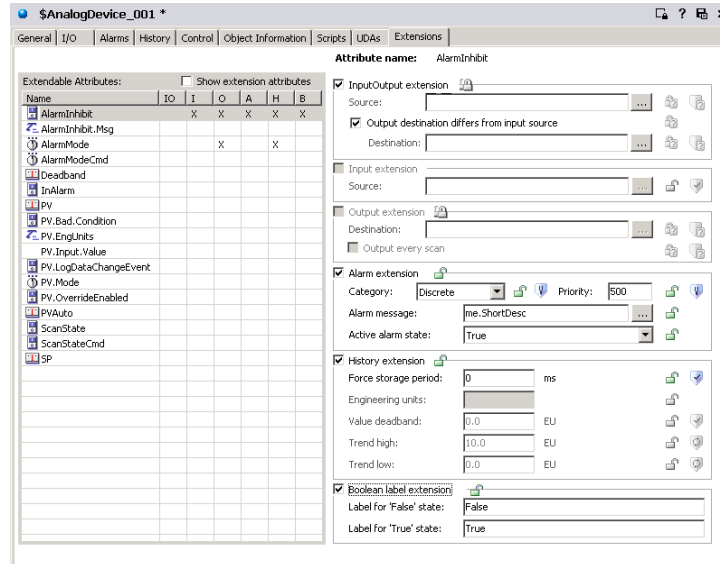 $AnalogDevice_001 *
General I/O Alarms History Control Object Information Scripts UDAs Extensions
Attribute name: AlarmInhibit
Extendable Attributes: Show extension attributes
Name IO I O A H B
AlarmInhibit X X X X X
AlarmInhibit.Msg
AlarmMode X X
AlarmModeCmd
Deadband
InAlarm
PV
PV.Bad.Condition
PV.EngUnits
PV.Input.Value
PV.LogDataChangeEvent
PV.Mode
PV.OverrideEnabled
PVAuto
ScanState
ScanStateCmd
SP
InputOutput extension
Source: ...
Output destination differs from input source
Destination: ...
Input extension
Source: ...
Output extension
Destination: ...
Output every scan
Alarm extension
Category: Discrete Priority: 500
Alarm message: me.ShortDesc ...
Active alarm state: True
History extension
Force storage period: 0 ms
Engineering units:
Value deadband: 0.0 EU
Trend high: 10.0 EU
Trend low: 0.0 EU
Boolean label extension
Label for 'False' state: False
Label for 'True' state: True